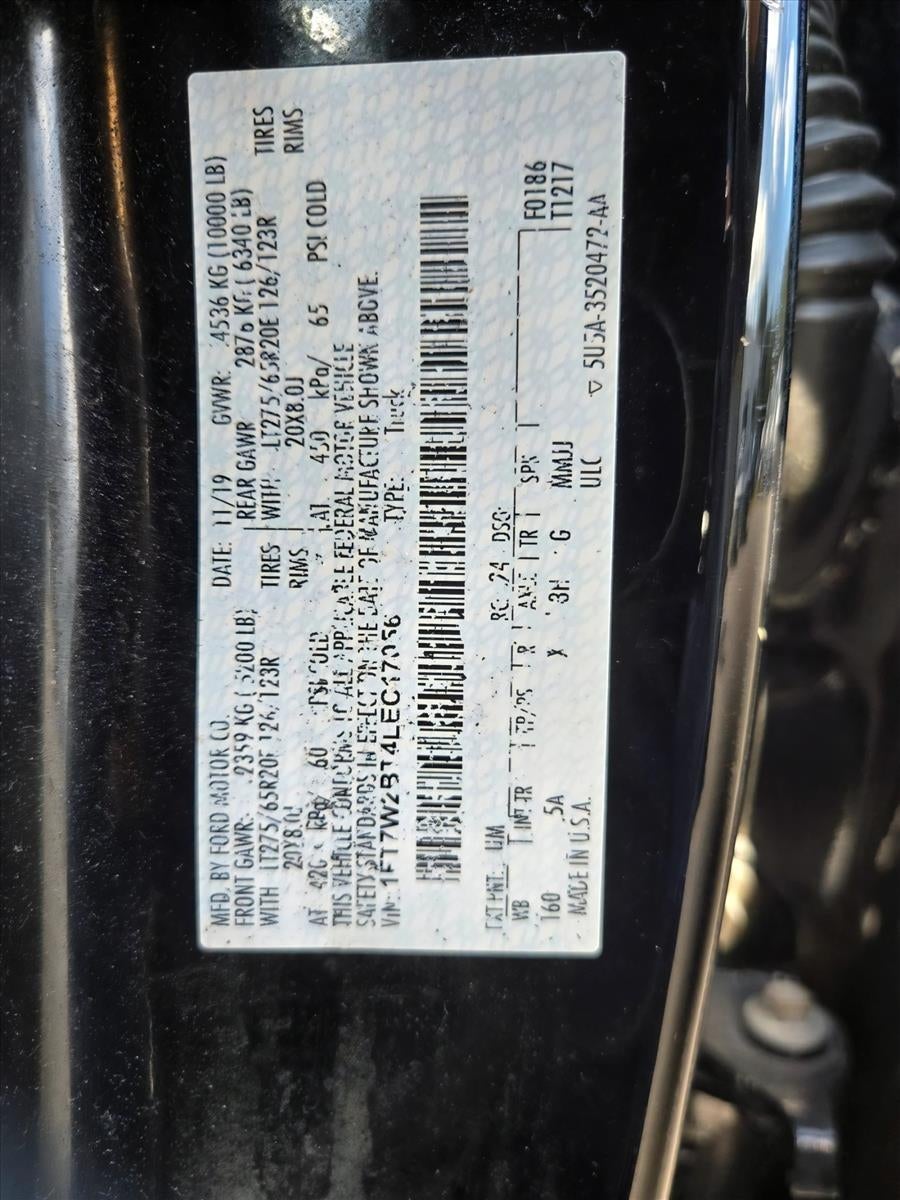 MFD. BY FORD MOTOR CO. DATE: 11/19 GVWR: 4536 KG (10000 LB)
FRONT GAWR: 2359 KG ( 5200 LB) REAR GAWR 2876 KG ( 6340 LB)
WITH LT275/65R20E 126/123R TIRES WITH LT275/65R20E 126/123R TIRES
20X8.0J RIMS 20X8.0J RIMS
AT kPa/ 60 PSI COLD AT 450 kPa/ 65 PSI COLD
THIS VEHICLE CONFORMS TO ALL APPLICABLE FEDERAL MOTOR VEHICLE
SAFETY STANDARDS IN EFFECT ON THE DATE OF MANUFACTURE SHOWN ABOVE.
VIN: TYPE: Truck
EXT PNT: UM RC: 24 DSO: F0186
WB INT TR TP/PS R AXLE TR SPR T1217
160 5A X 3H G MMJJ
MADE IN U.S.A. ULC ▽ 5U5A-3520472-AA